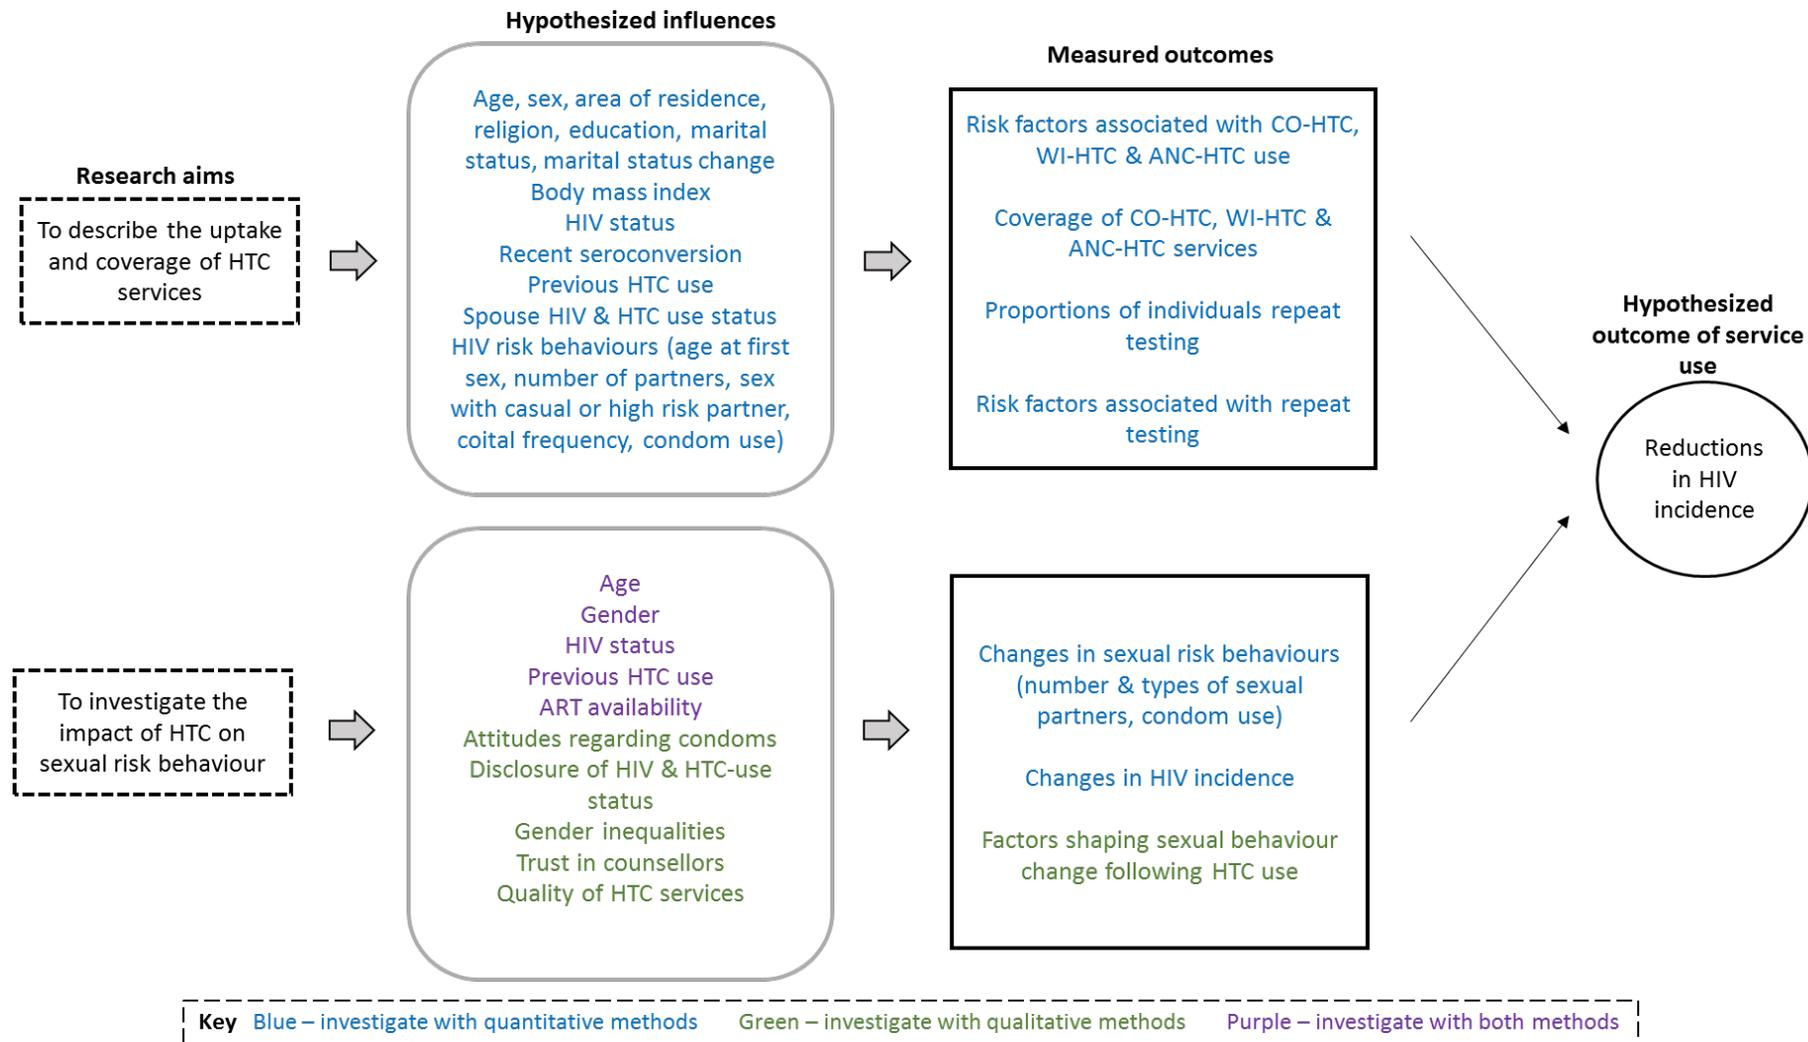 Hypothesized influences
Measured outcomes
Research aims
To describe the uptake
and coverage of HTC
services
Age, sex, area of residence,
religion, education, marital
status, marital status change
Body mass index
HIV status
Recent seroconversion
Previous HTC use
Spouse HIV & HTC use status
HIV risk behaviours (age at first
sex, number of partners, sex
with casual or high risk partner,
coital frequency, condom use)
Risk factors associated with CO-HTC,
WI-HTC & ANC-HTC use
Coverage of CO-HTC, WI-HTC &
ANC-HTC services
Proportions of individuals repeat
testing
Risk factors associated with repeat
testing
Hypothesized
outcome of service
use
Reductions
in HIV
incidence
To investigate the
impact of HTC on
sexual risk behaviour
Age
Gender
HIV status
Previous HTC use
ART availability
Attitudes regarding condoms
Disclosure of HIV & HTC-use
status
Gender inequalities
Trust in counsellors
Quality of HTC services
Changes in sexual risk behaviours
(number & types of sexual
partners, condom use)
Changes in HIV incidence
Factors shaping sexual behaviour
change following HTC use
Key Blue – investigate with quantitative methods Green – investigate with qualitative methods Purple – investigate with both methods